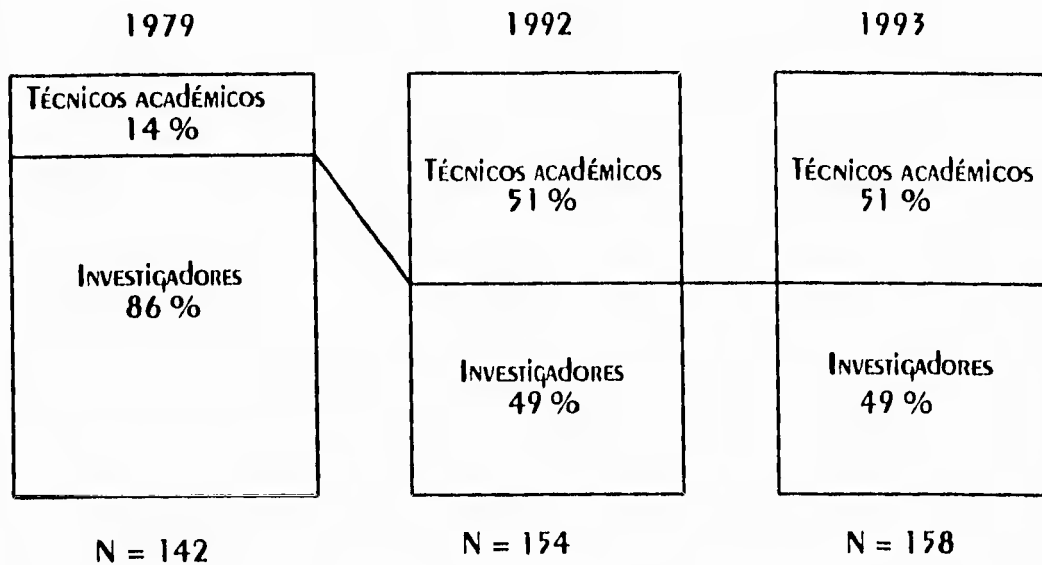 1979
1992
1993
Técnicos académicos
14 %
Técnicos académicos
51 %
Técnicos académicos
51 %
Investigadores
86 %
Investigadores
49 %
Investigadores
49 %
N = 142
N = 154
N = 158